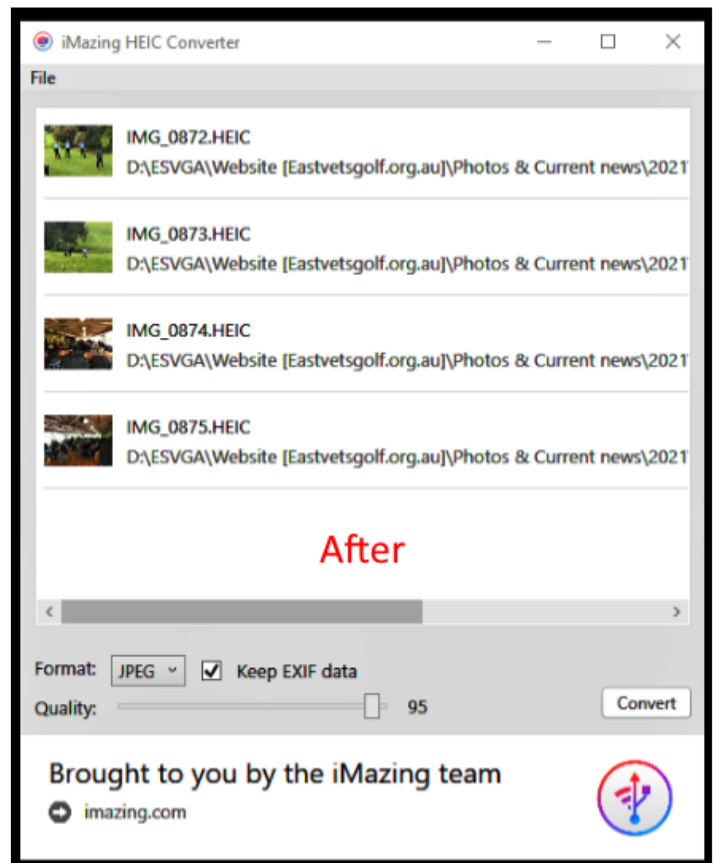 iMazing HEIC Converter
File
IMG_0872.HEIC
D:\ESVGA\Website [Eastvetsgolf.org.au]\Photos & Current news\2021
IMG_0873.HEIC
D:\ESVGA\Website [Eastvetsgolf.org.au]\Photos & Current news\2021
IMG_0874.HEIC
D:\ESVGA\Website [Eastvetsgolf.org.au]\Photos & Current news\2021
IMG_0875.HEIC
D:\ESVGA\Website [Eastvetsgolf.org.au]\Photos & Current news\2021
After
Format: JPEG Keep EXIF data
Quality: 95 Convert
Brought to you by the iMazing team
imazing.com